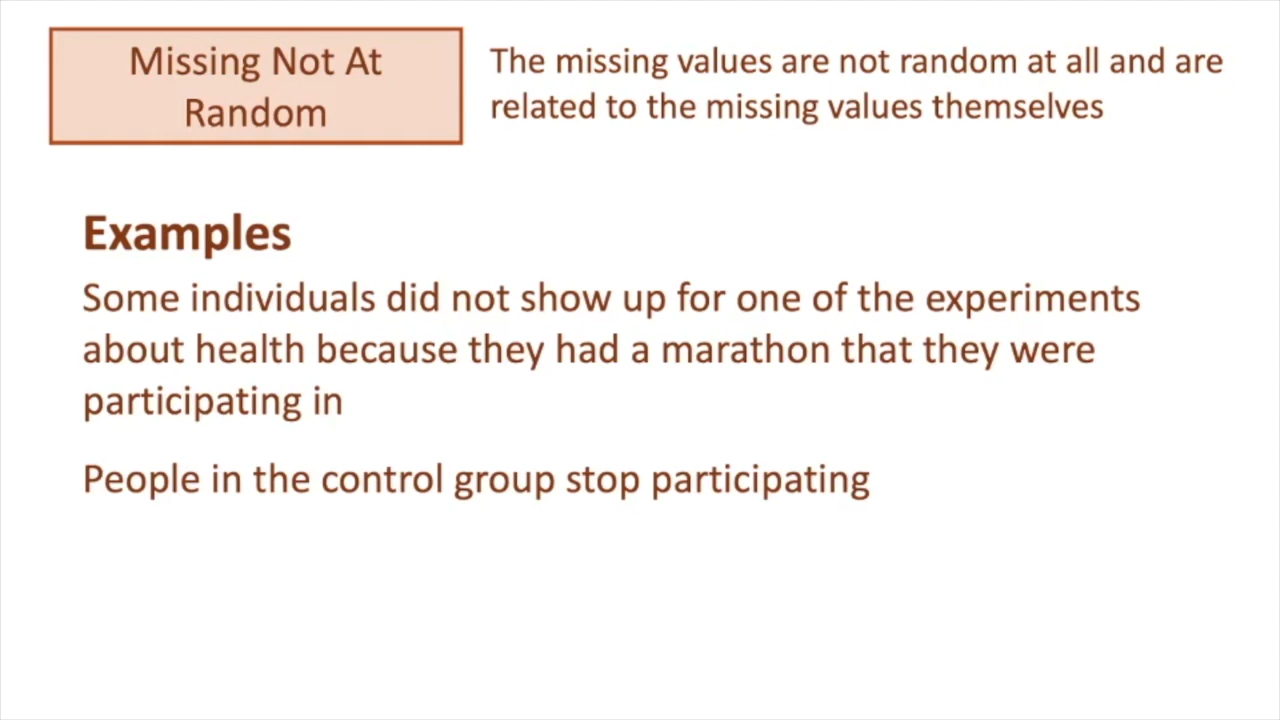 Missing Not At
Random
The missing values are not random at all and are
related to the missing values themselves
Examples
Some individuals did not show up for one of the experiments
about health because they had a marathon that they were
participating in
People in the control group stop participating